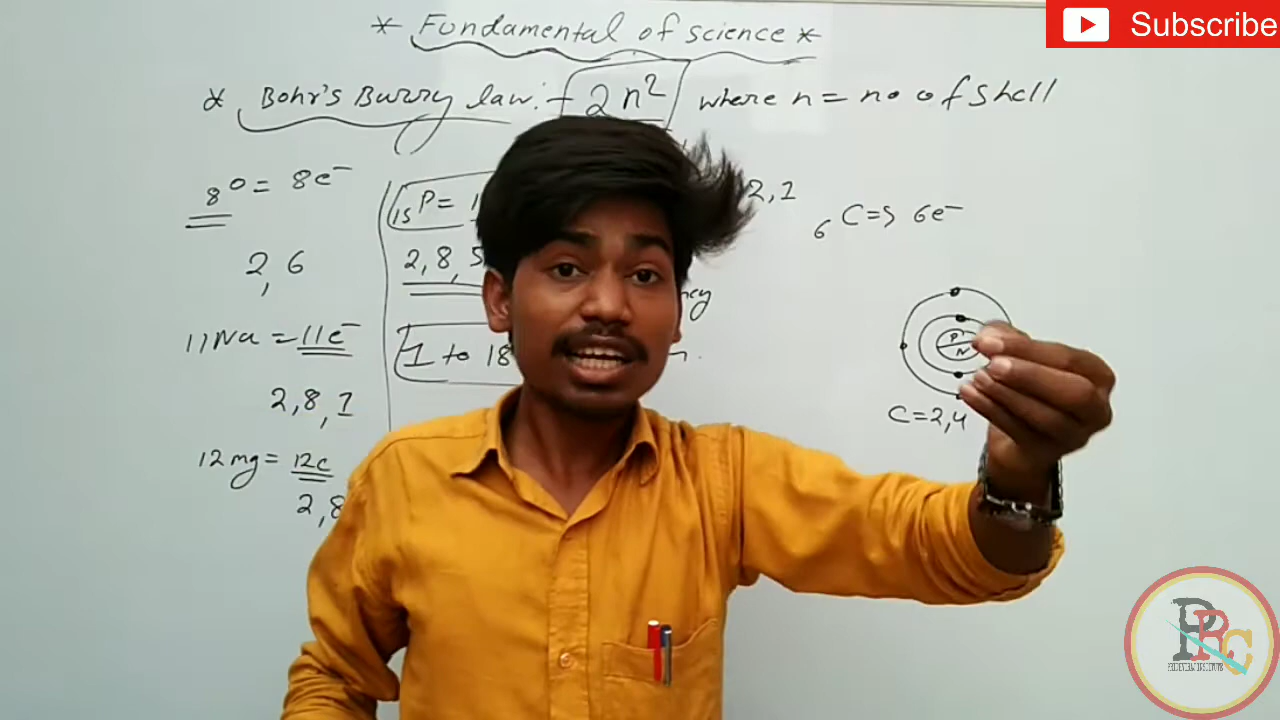 Subscribe
* Fundamental of science *
* Bohr's Burry law :- 2n² where n = no of shell
8O = 8e⁻
2, 6
11Na = 11e⁻
2, 8, 1
12mg = 12e
2, 8
15P = 1
2, 8, 5
1 to 18
2, 2
ncy
n.
6C => 6e⁻
P
N
C = 2, 4
PRC